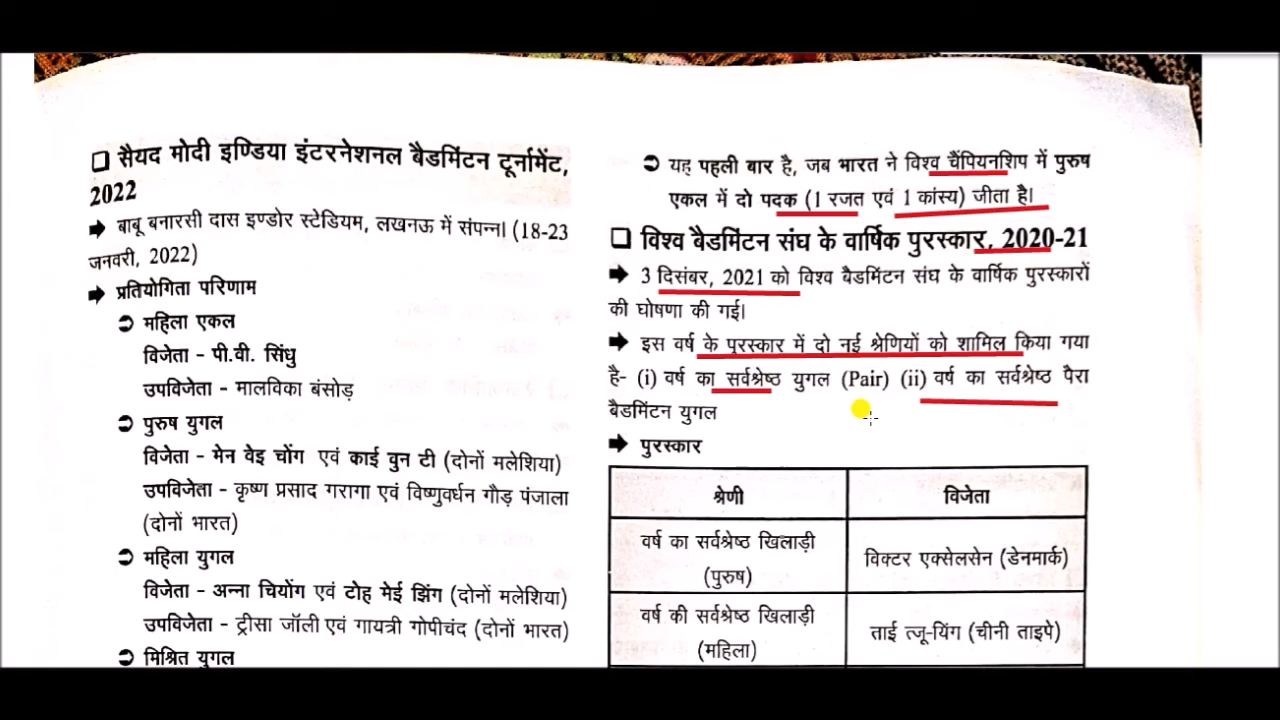 ❑ सैयद मोदी इण्डिया इंटरनेशनल बैडमिंटन टूर्नामेंट,
2022
➔ बाबू बनारसी दास इण्डोर स्टेडियम, लखनऊ में संपन्न। (18-23
जनवरी, 2022)
➔ प्रतियोगिता परिणाम
➲ महिला एकल
विजेता - पी.वी. सिंधु
उपविजेता - मालविका बंसोड़
➲ पुरुष युगल
विजेता - मेन वेइ चोंग एवं काई वुन टी (दोनों मलेशिया)
उपविजेता - कृष्ण प्रसाद गरागा एवं विष्णुवर्धन गौड़ पंजाला
(दोनों भारत)
➲ महिला युगल
विजेता - अन्ना चियोंग एवं टोह मेई झिंग (दोनों मलेशिया)
उपविजेता - ट्रीसा जॉली एवं गायत्री गोपीचंद (दोनों भारत)
➲ मिश्रित युगल
➲ यह पहली बार है, जब भारत ने विश्व चैंपियनशिप में पुरुष
एकल में दो पदक (1 रजत एवं 1 कांस्य) जीता है।
❑ विश्व बैडमिंटन संघ के वार्षिक पुरस्कार, 2020-21
➔ 3 दिसंबर, 2021 को विश्व बैडमिंटन संघ के वार्षिक पुरस्कारों
की घोषणा की गई।
➔ इस वर्ष के पुरस्कार में दो नई श्रेणियों को शामिल किया गया
है- (i) वर्ष का सर्वश्रेष्ठ युगल (Pair) (ii) वर्ष का सर्वश्रेष्ठ पैरा
बैडमिंटन युगल
➔ पुरस्कार
श्रेणी विजेता
वर्ष का सर्वश्रेष्ठ खिलाड़ी
(पुरुष)
विक्टर एक्सेलसेन (डेनमार्क)
वर्ष की सर्वश्रेष्ठ खिलाड़ी
(महिला)
ताई त्जू-यिंग (चीनी ताइपे)